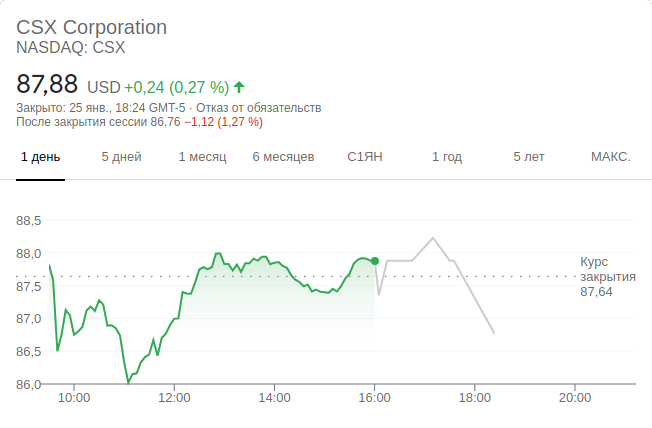 CSX Corporation
NASDAQ: CSX
87,88 USD +0,24 (0,27 %)
Закрыто: 25 янв., 18:24 GMT-5 · Отказ от обязательств
После закрытия сессии 86,76 −1,12 (1,27 %)
1 день 5 дней 1 месяц 6 месяцев С1ЯН 1 год 5 лет МАКС.
88,5
88,0
87,5
87,0
86,5
86,0
Курс
закрытия
87,64
10:00 12:00 14:00 16:00 18:00 20:00